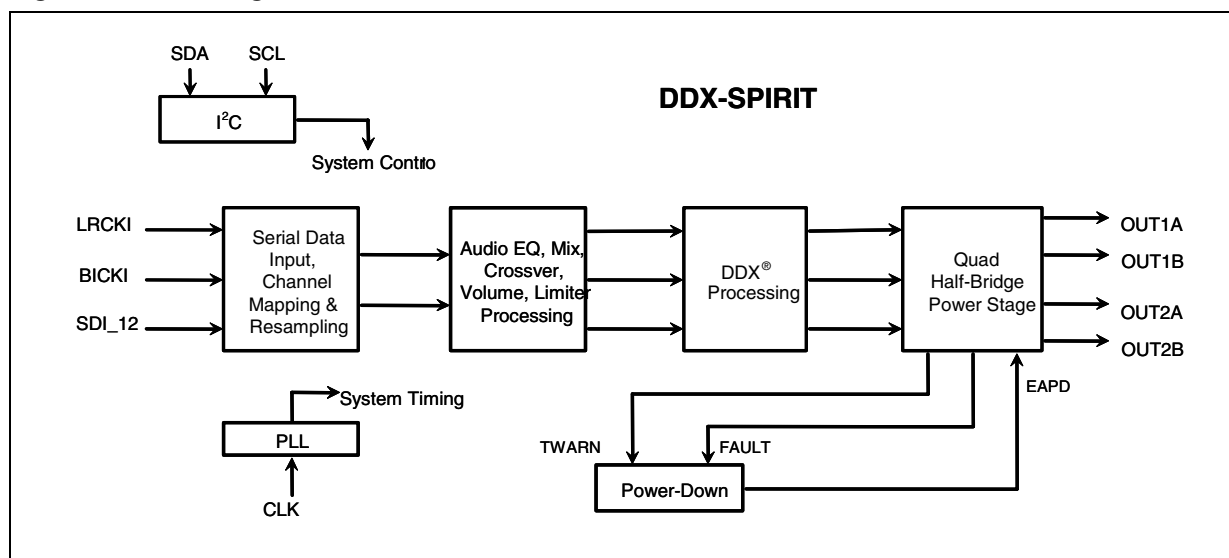 SDA
SCL
DDX-SPIRIT
I²C
System Contro
LRCKI
BICKI
SDI_12
Serial Data
Input,
Channel
Mapping &
Resampling
Audio EQ, Mix,
Crossver,
Volume, Limiter
Processing
DDX®
Processing
Quad
Half-Bridge
Power Stage
OUT1A
OUT1B
OUT2A
OUT2B
EAPD
System Timing
PLL
CLK
TWARN
FAULT
Power-Down